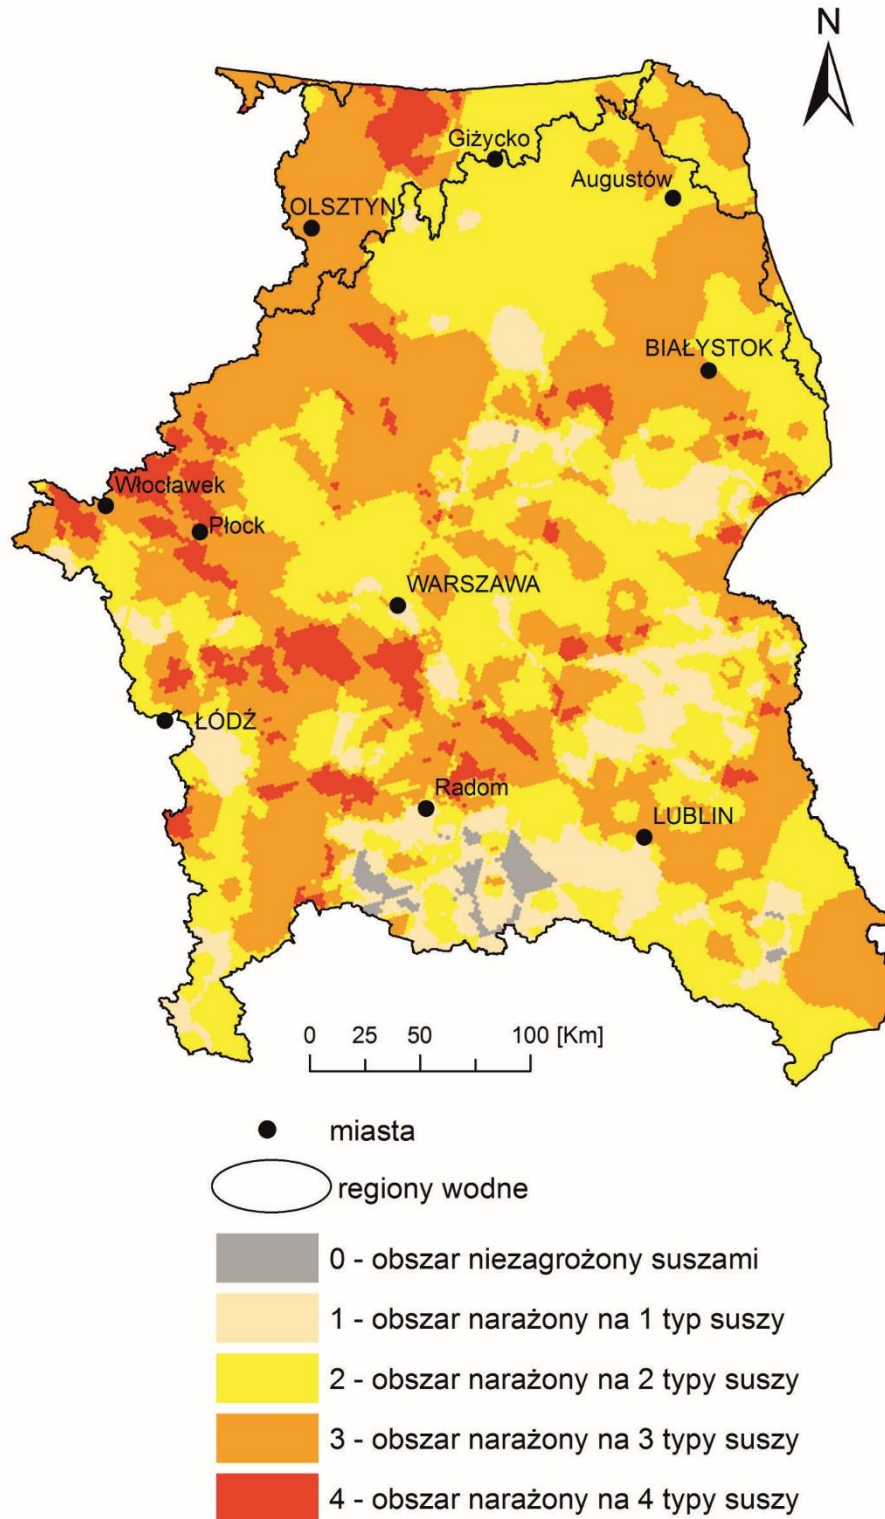 N
Giżycko
Augustów
OLSZTYN
BIAŁYSTOK
Włocławek
Płock
WARSZAWA
ŁÓDŹ
Radom
LUBLIN
0 25 50 100 [Km]
miasta
regiony wodne
0 - obszar niezagrożony suszami
1 - obszar narażony na 1 typ suszy
2 - obszar narażony na 2 typy suszy
3 - obszar narażony na 3 typy suszy
4 - obszar narażony na 4 typy suszy